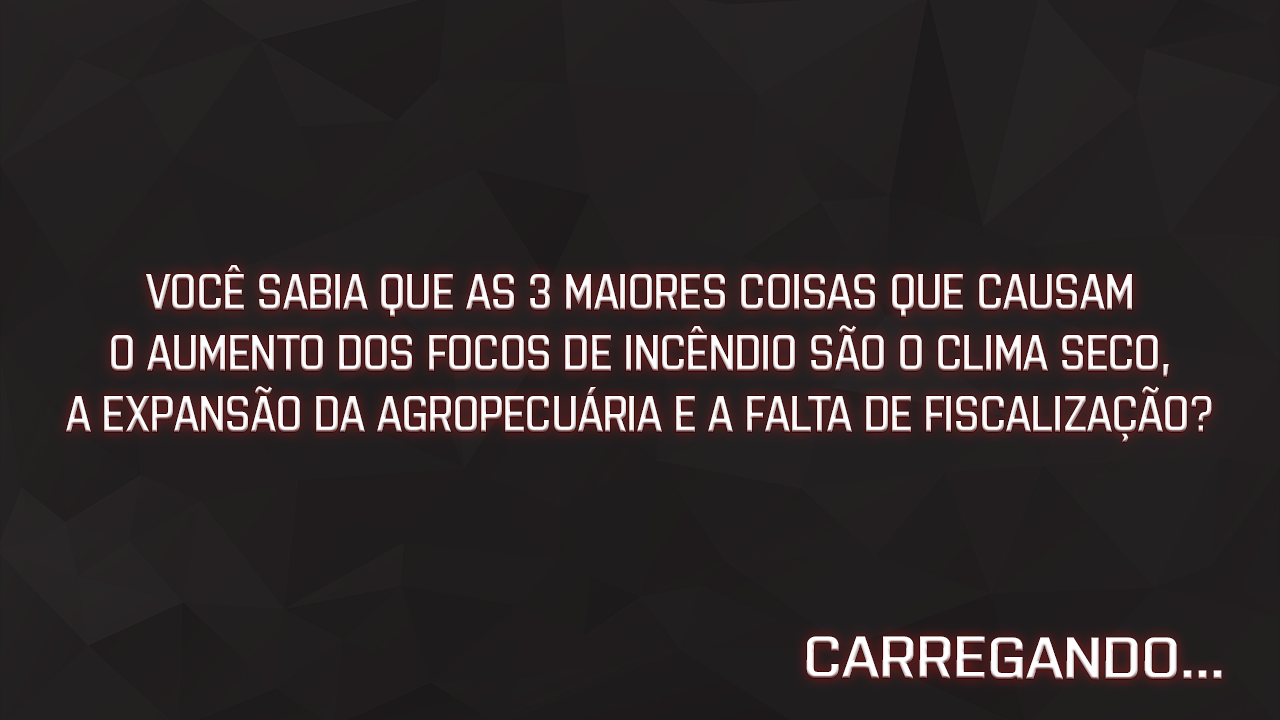 VOCÊ SABIA QUE AS 3 MAIORES COISAS QUE CAUSAM
O AUMENTO DOS FOCOS DE INCÊNDIO SÃO O CLIMA SECO,
A EXPANSÃO DA AGROPECUÁRIA E A FALTA DE FISCALIZAÇÃO?
CARREGANDO...